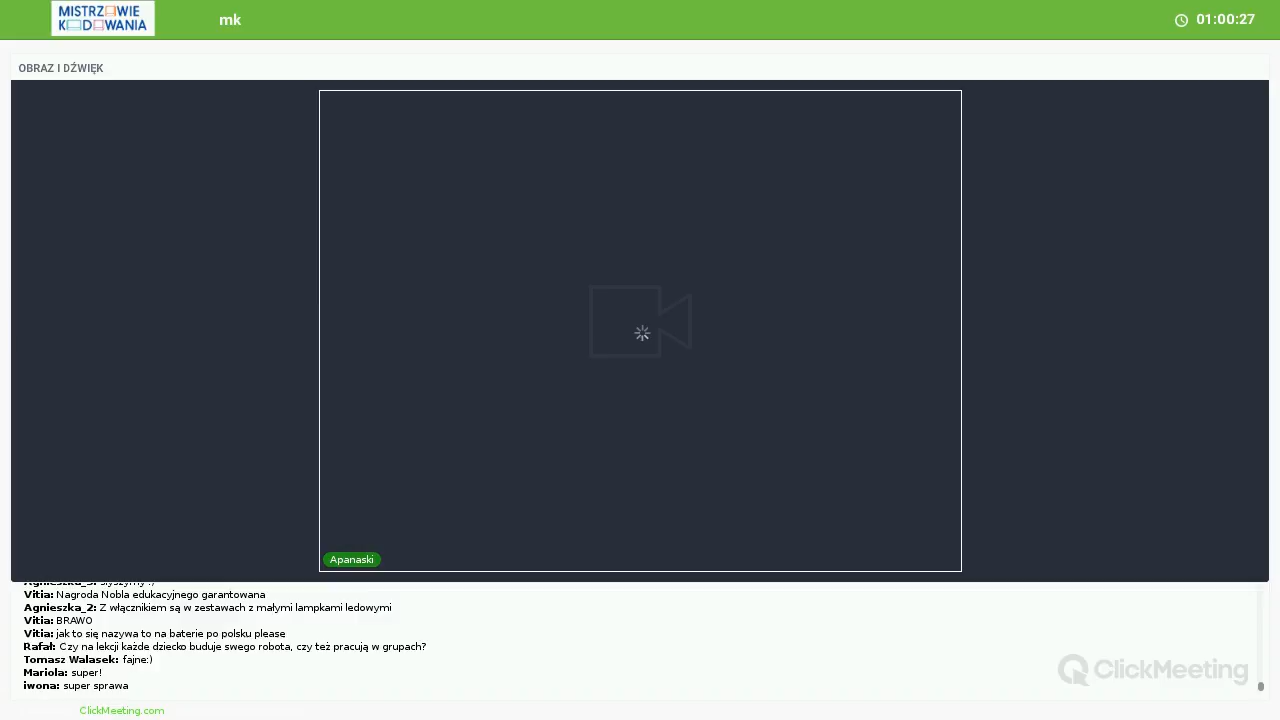 MISTRZOWIE
KODOWANIA
mk
01:00:27
OBRAZ I DŹWIĘK
Apanaski
Agnieszka_3: słyszymy :)
Vitia: Nagroda Nobla edukacyjnego garantowana
Agnieszka_2: Z włącznikiem są w zestawach z małymi lampkami ledowymi
Vitia: BRAWO
Vitia: jak to się nazywa to na baterie po polsku please
Rafał: Czy na lekcji każde dziecko buduje swego robota, czy też pracują w grupach?
Tomasz Walasek: fajne:)
Mariola: super!
iwona: super sprawa
ClickMeeting
ClickMeeting.com